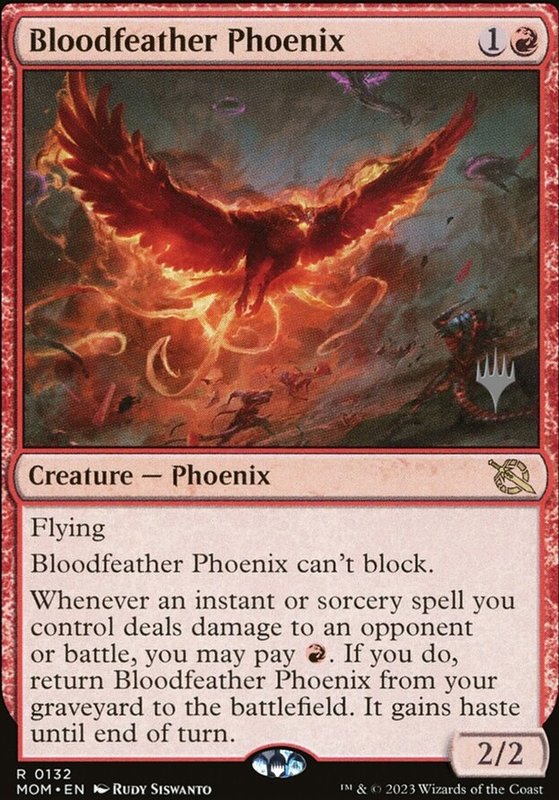 Bloodfeather Phoenix 1
Creature — Phoenix
Flying
Bloodfeather Phoenix can't block.
Whenever an instant or sorcery spell you
control deals damage to an opponent
or battle, you may pay . If you do,
return Bloodfeather Phoenix from your
graveyard to the battlefield. It gains haste
until end of turn.
2/2
R 0132
MOM • EN Rudy Siswanto
™ & © 2023 Wizards of the Coast